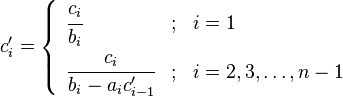 c'_i = { c_i / b_i ; i = 1
c_i / (b_i - a_i c'_{i-1}) ; i = 2, 3, ..., n - 1